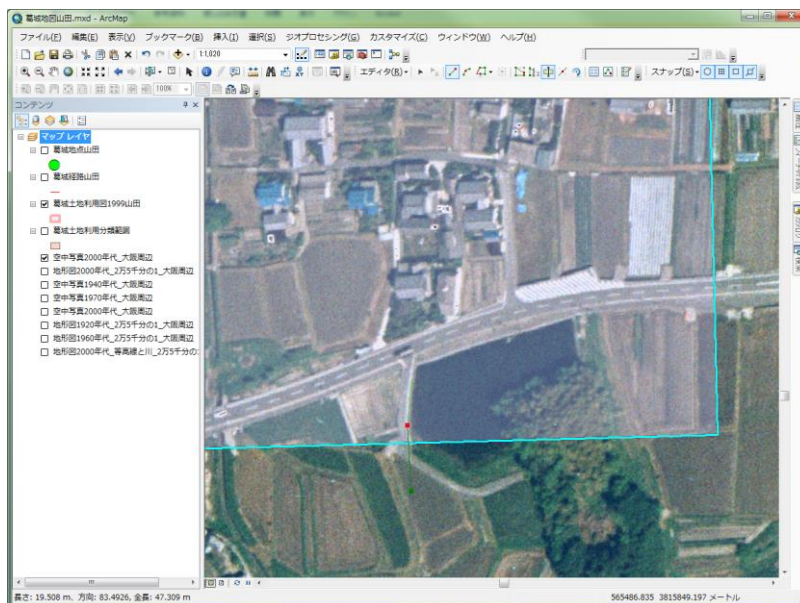 葛城地図山田.mxd - ArcMap
ファイル(F) 編集(E) 表示(V) ブックマーク(B) 挿入(I) 選択(S) ジオプロセシング(G) カスタマイズ(C) ウィンドウ(W) ヘルプ(H)
1:1,020
エディタ(R) スナップ(S)
100%
コンテンツ
マップ レイヤ
葛城地点山田
葛城経路山田
葛城土地利用図1999山田
葛城土地利用分類範囲
空中写真2000年代_大阪周辺
地形図2000年代_2万5千分の1_大阪周辺
空中写真1940年代_大阪周辺
空中写真1970年代_大阪周辺
空中写真2000年代_大阪周辺
地形図1920年代_2万5千分の1_大阪周辺
地形図1960年代_2万5千分の1_大阪周辺
地形図2000年代_等高線と川_2万5千分の
長さ: 19.508 m、方向: 83.4926, 全長: 47.309 m
565486.835 3815849.197 メートル